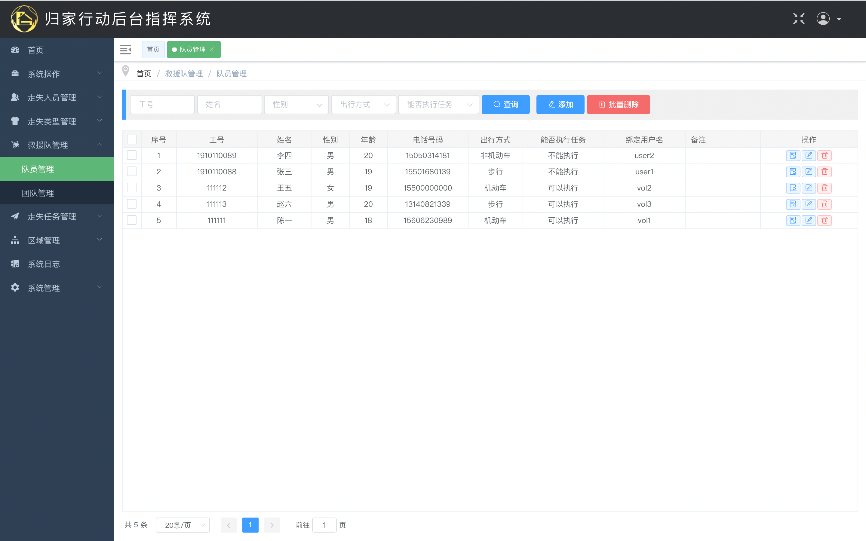 归家行动后台指挥系统
首页
系统操作
走失人员管理
走失类型管理
救援队管理
队员管理
团队管理
走失任务管理
区域管理
系统日志
系统管理
首页 队员管理 ×
首页 / 救援队管理 / 队员管理
工号 姓名 性别 出行方式 能否执行任务 查询 添加 批量删除
序号 工号 姓名 性别 年龄 电话号码 出行方式 能否执行任务 绑定用户名 备注 操作
1 1910110089 李四 男 20 15050314181 非机动车 不能执行 user2
2 1910110088 张三 男 19 15501680139 步行 不能执行 user1
3 111112 王五 女 19 15500000000 机动车 可以执行 vol2
4 111113 赵六 男 20 13140821339 步行 可以执行 vol3
5 111111 陈一 男 18 15606230989 机动车 可以执行 vol1
共 5 条 20条/页 1 前往 1 页